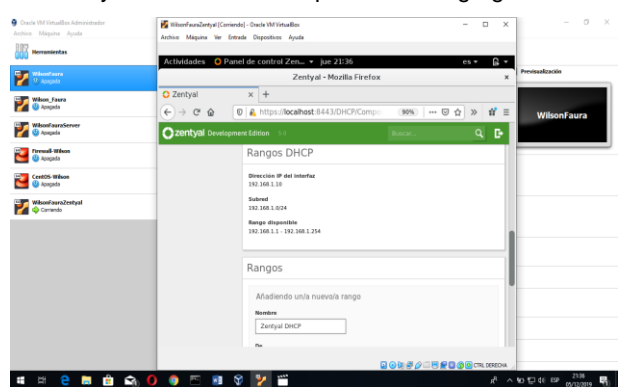 Oracle VM VirtualBox Administrador
Archivo Máquina Ayuda
Herramientas
WilsonFaura
Apagada
Wilson_Faura
Apagada
WilsonFauraServer
Apagada
Firewall-Wilson
Apagada
CentOS-Wilson
Apagada
WilsonFauraZentyal
Corriendo
WilsonFauraZentyal [Corriendo] - Oracle VM VirtualBox
Archivo Máquina Ver Entrada Dispositivos Ayuda
Actividades Panel de control Zen... jue 21:36 es
Zentyal - Mozilla Firefox
Zentyal
https://localhost:8443/DHCP/Compo 90%
zentyal Development Edition
Buscar...
Rangos DHCP
Dirección IP del interfaz
192.168.1.10
Subred
192.168.1.0/24
Rango disponible
192.168.1.1 - 192.168.1.254
Rangos
Añadiendo un/a nuevo/a rango
Nombre
Zentyal DHCP
CTRL DERECHA
Previsualización
WilsonFaura
ESP
21:36
05/12/2019